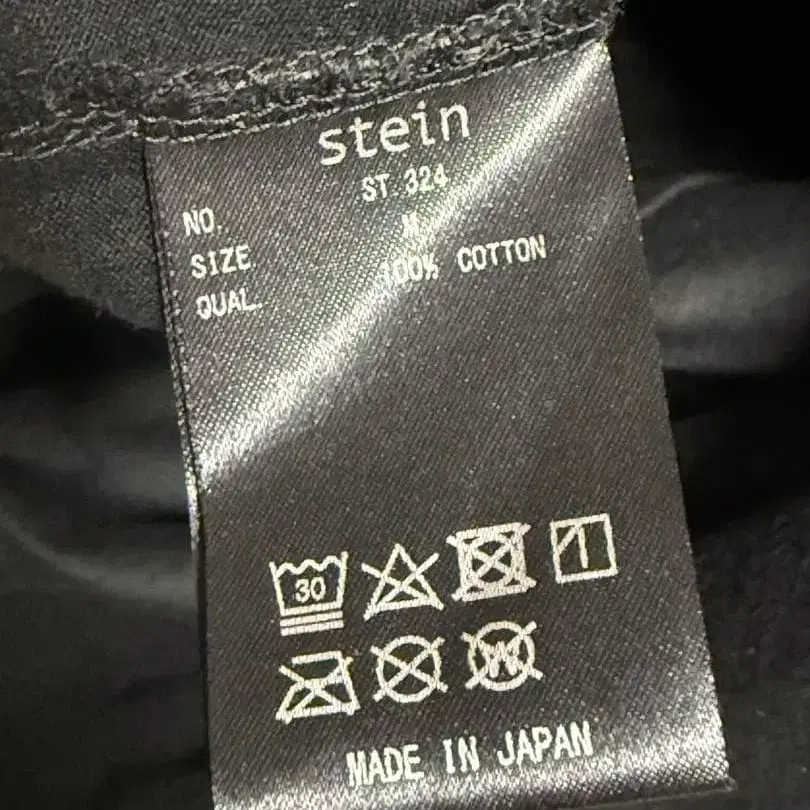 stein
NO. ST.324
SIZE M
QUAL. 100% COTTON
30
W
MADE IN JAPAN